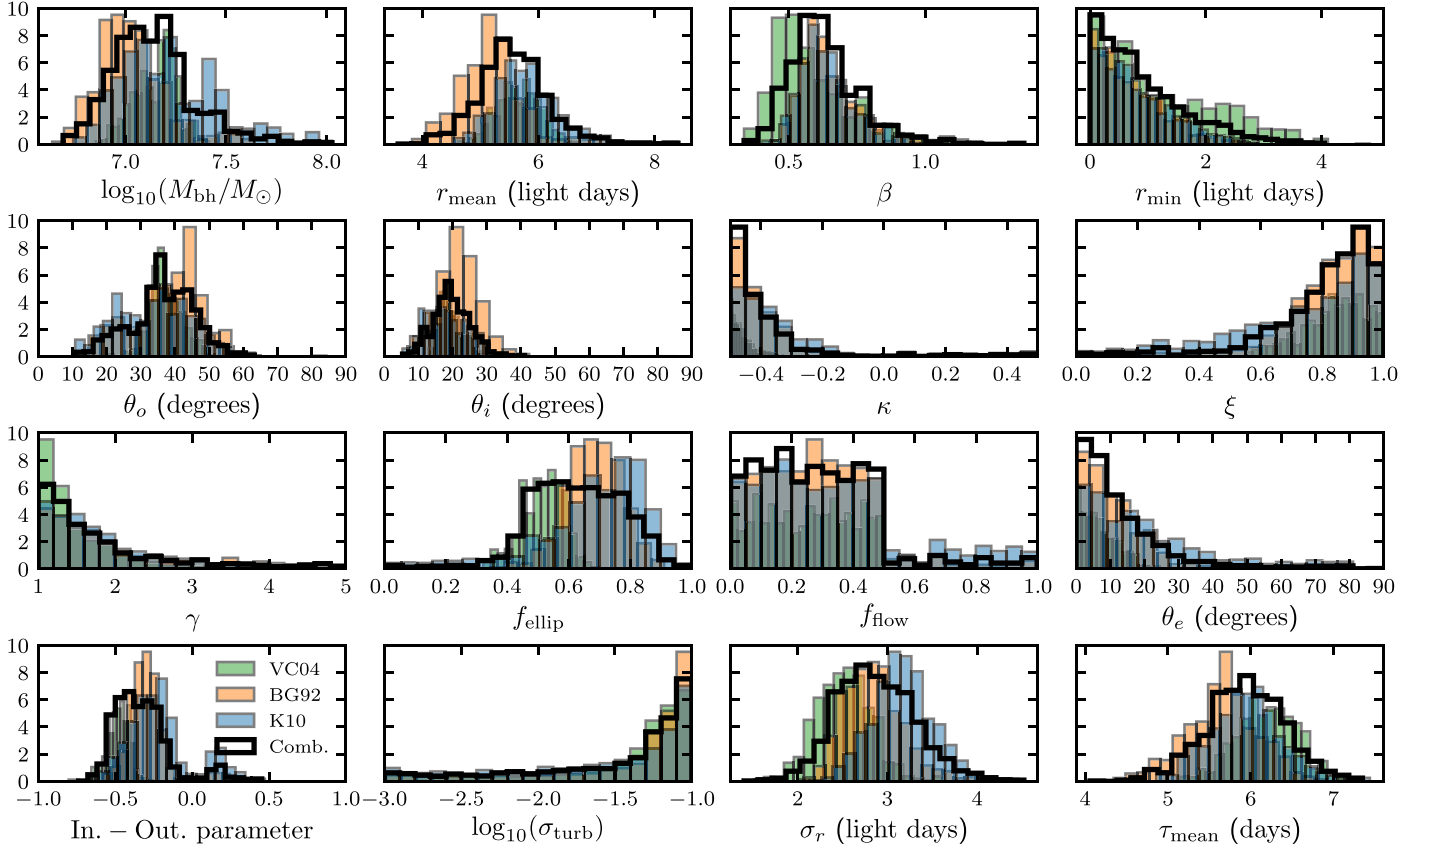 10
8
6
4
2
0
7.0 7.5 8.0
4 6 8
0.5 1.0
0 2 4
log10(Mbh/M⊙)
rmean (light days)
β
rmin (light days)
10
8
6
4
2
0
0 10 20 30 40 50 60 70 80 90
0 10 20 30 40 50 60 70 80 90
−0.4 −0.2 0.0 0.2 0.4
0.0 0.2 0.4 0.6 0.8 1.0
θo (degrees)
θi (degrees)
κ
ξ
10
8
6
4
2
0
1 2 3 4 5
0.0 0.2 0.4 0.6 0.8 1.0
0.0 0.2 0.4 0.6 0.8 1.0
0 10 20 30 40 50 60 70 80 90
γ
fellip
fflow
θe (degrees)
10
8
6
4
2
0
VC04
BG92
K10
Comb.
−1.0 −0.5 0.0 0.5 1.0
−3.0 −2.5 −2.0 −1.5 −1.0
2 3 4
4 5 6 7
In. − Out. parameter
log10(σturb)
σr (light days)
τmean (days)